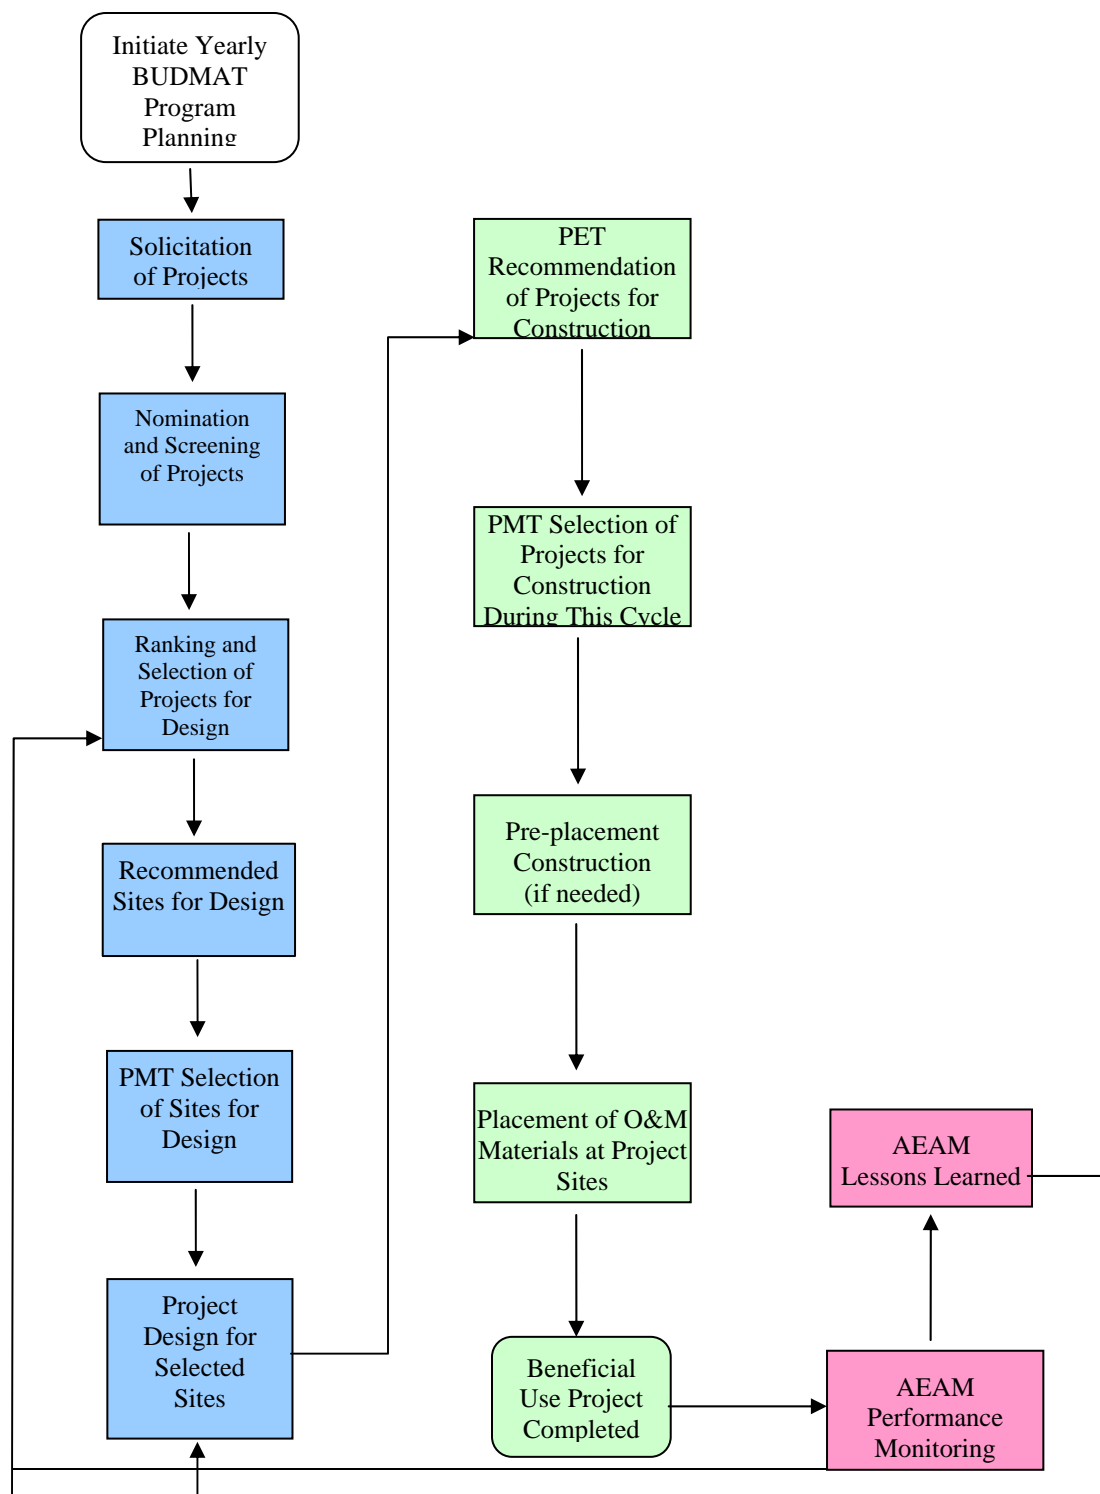 Initiate Yearly
BUDMAT
Program
Planning
Solicitation
of Projects
Nomination
and Screening
of Projects
Ranking and
Selection of
Projects for
Design
Recommended
Sites for Design
PMT Selection
of Sites for
Design
Project
Design for
Selected
Sites
PET
Recommendation
of Projects for
Construction
PMT Selection of
Projects for
Construction
During This Cycle
Pre-placement
Construction
(if needed)
Placement of O&M
Materials at Project
Sites
Beneficial
Use Project
Completed
AEAM
Lessons Learned
AEAM
Performance
Monitoring